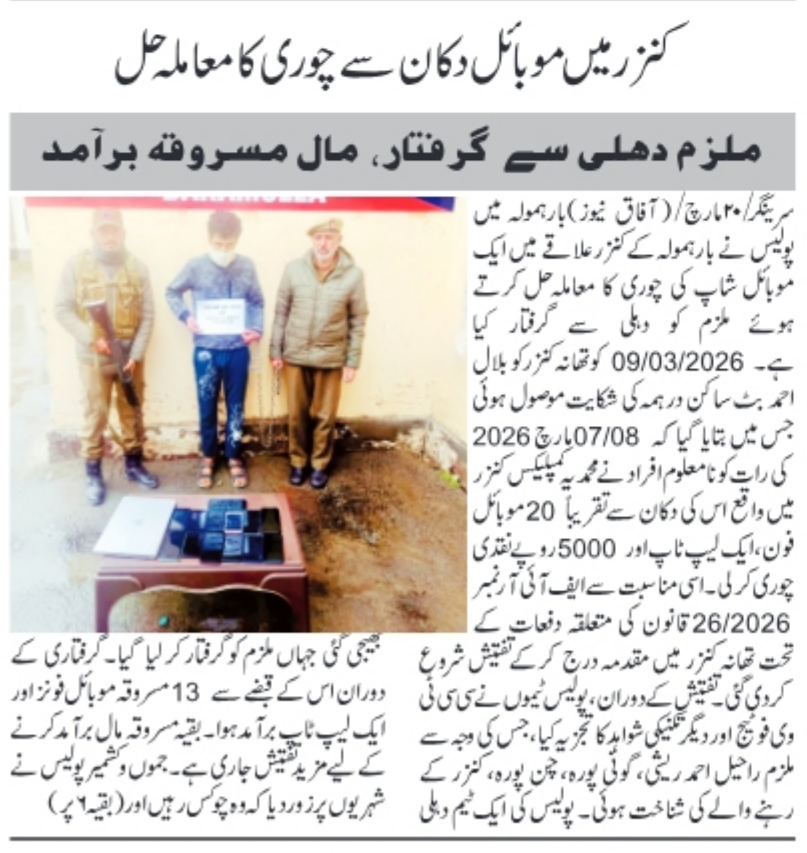 کنزر میں موبائل دکان سے چوری کا معاملہ حل
ملزم دھلی سے گرفتار، مال مسروقہ برآمد
BARAMULLA
سرینگر/۲۰مارچ/(آفاق نیوز)بارہمولہ میں
پولیس نے بارہمولہ کے کنزر علاقے میں ایک
موبائل شاپ کی چوری کا معاملہ حل کرتے
ہوئے ملزم کو دہلی سے گرفتار کیا
ہے۔ 09/03/2026 کو تھانہ کنزر کو بلال
احمد بٹ ساکن درہمہ کی شکایت موصول ہوئی
جس میں بتایا گیا کہ 07/08 مارچ 2026
کی رات کو نامعلوم افراد نے محمدیہ کمپلیکس کنزر
میں واقع اس کی دکان سے تقریباً 20 موبائل
فون، ایک لیپ ٹاپ اور 5000 روپے نقدی
چوری کر لی۔ اسی مناسبت سے ایف آئی آر نمبر
26/2026 قانون کی متعلقہ دفعات کے
تحت تھانہ کنزر میں مقدمہ درج کر کے تفتیش شروع
کر دی گئی۔ تفتیش کے دوران، پولیس ٹیموں نے سی سی ٹی
وی فوٹیج اور دیگر تکنیکی شواہد کا تجزیہ کیا، جس کی وجہ سے
ملزم راحیل احمد ریشی، گوئی پورہ، چن پورہ، کنزر کے
رہنے والے کی شناخت ہوئی۔ پولیس کی ایک ٹیم دہلی
بھیجی گئی جہاں ملزم کو گرفتار کر لیا گیا۔ گرفتاری کے
دوران اس کے قبضے سے 13 مسروقہ موبائل فونز اور
ایک لیپ ٹاپ برآمد ہوا۔ بقیہ مسروقہ مال برآمد کرنے
کے لیے مزید تفتیش جاری ہے۔ جموں و کشمیر پولیس نے
شہریوں پر زور دیا کہ وہ چوکس رہیں اور (بقیہ ۶ پر)